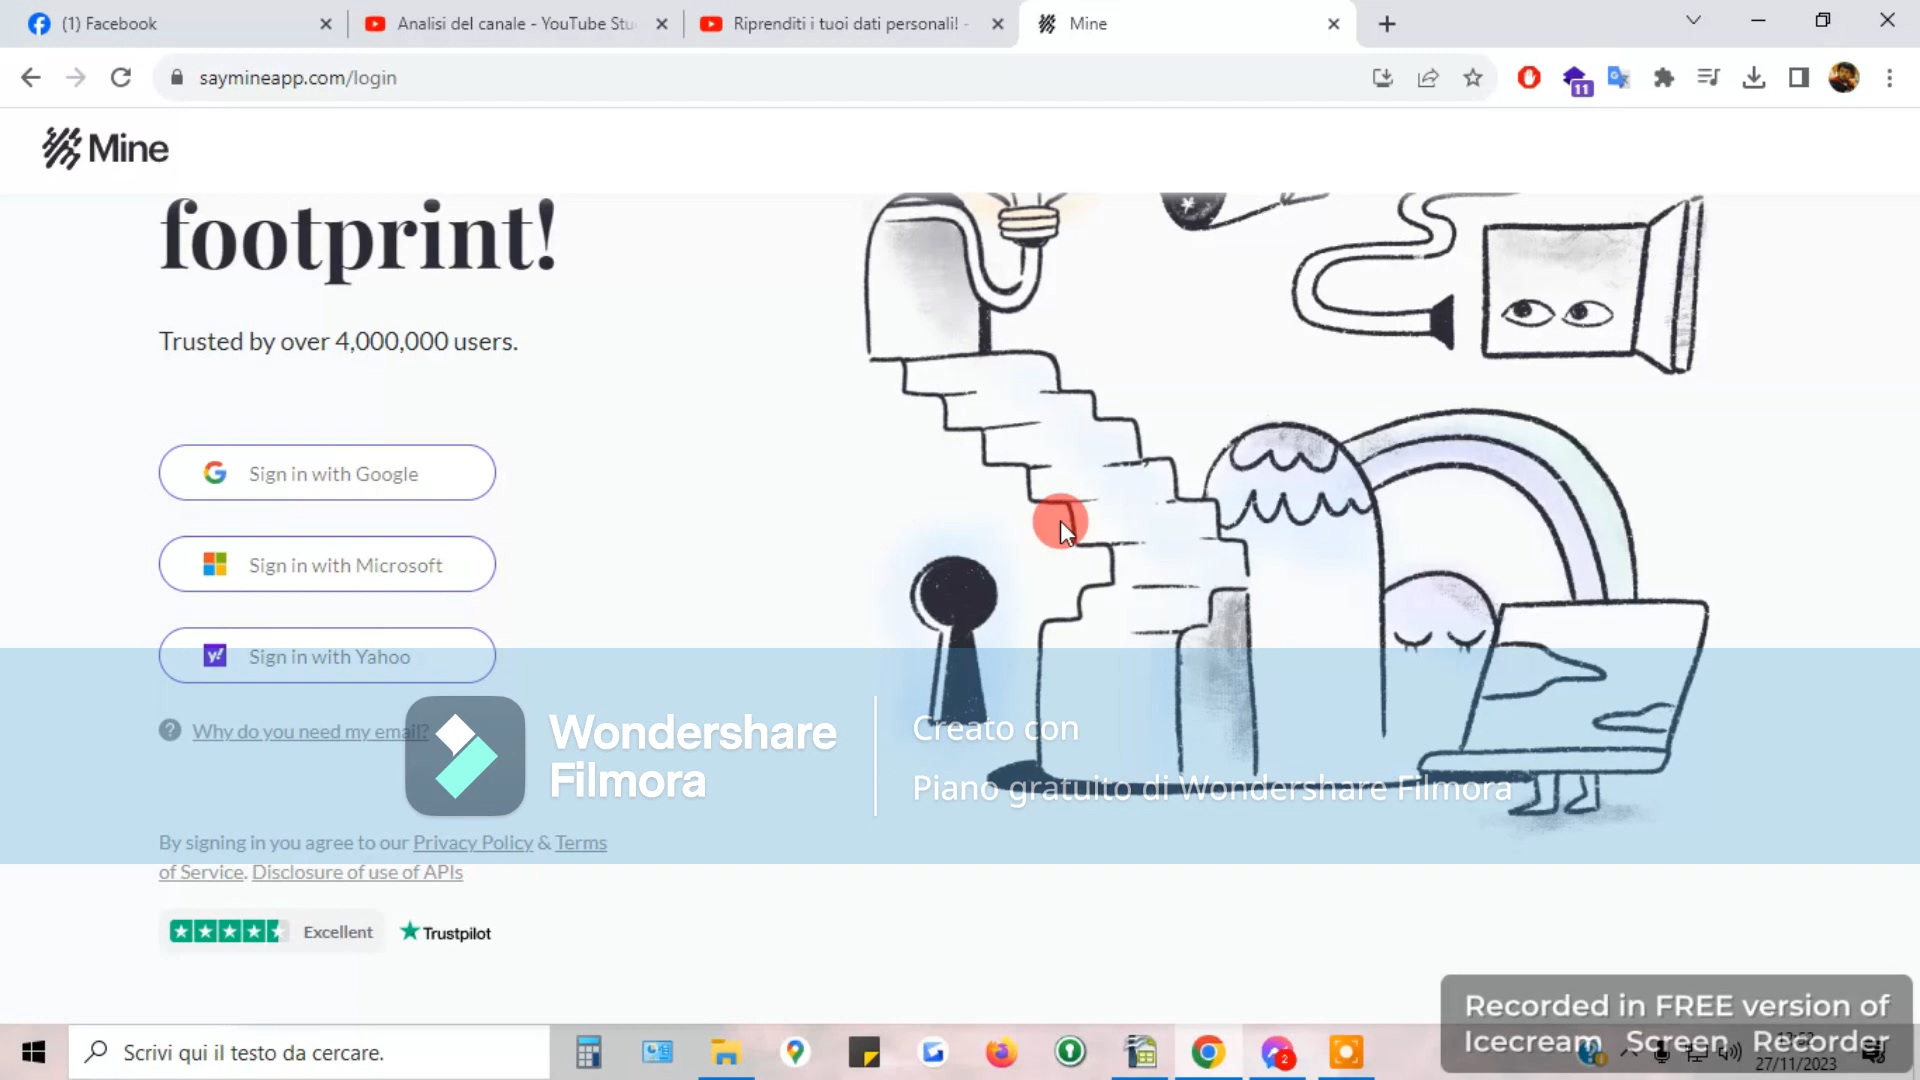 (1) Facebook
Analisi del canale - YouTube Stu
Riprenditi i tuoi dati personali! -
Mine
saymineapp.com/login
11
Mine
footprint!
Trusted by over 4,000,000 users.
Sign in with Google
Sign in with Microsoft
Sign in with Yahoo
Why do you need my email?
Wondershare
Filmora
Creato con
Piano gratuito di Wondershare Filmora
By signing in you agree to our Privacy Policy & Terms
of Service. Disclosure of use of APIs
Excellent
Trustpilot
Recorded in FREE version of
Icecream Screen Recorder
Scrivi qui il testo da cercare.
2
27/11/2023